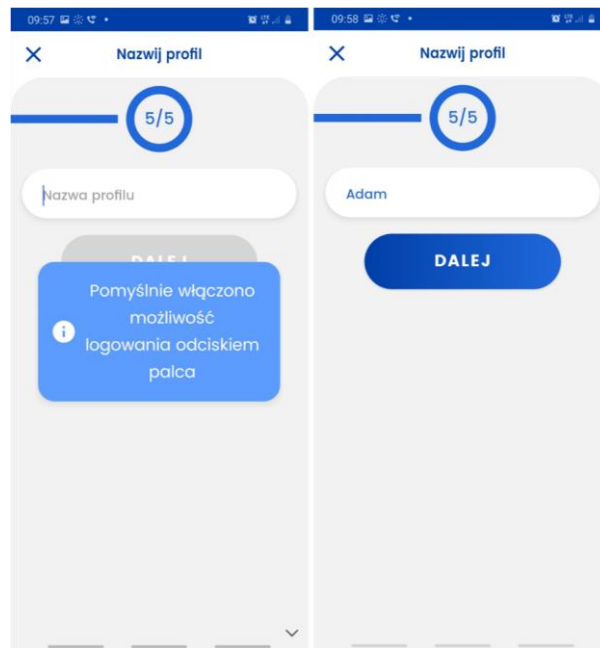 09:57
Nazwij profil
5/5
Nazwa profilu
DALEJ
Pomyślnie włączono
możliwość
logowania odciskiem
palca
09:58
Nazwij profil
5/5
Adam
DALEJ